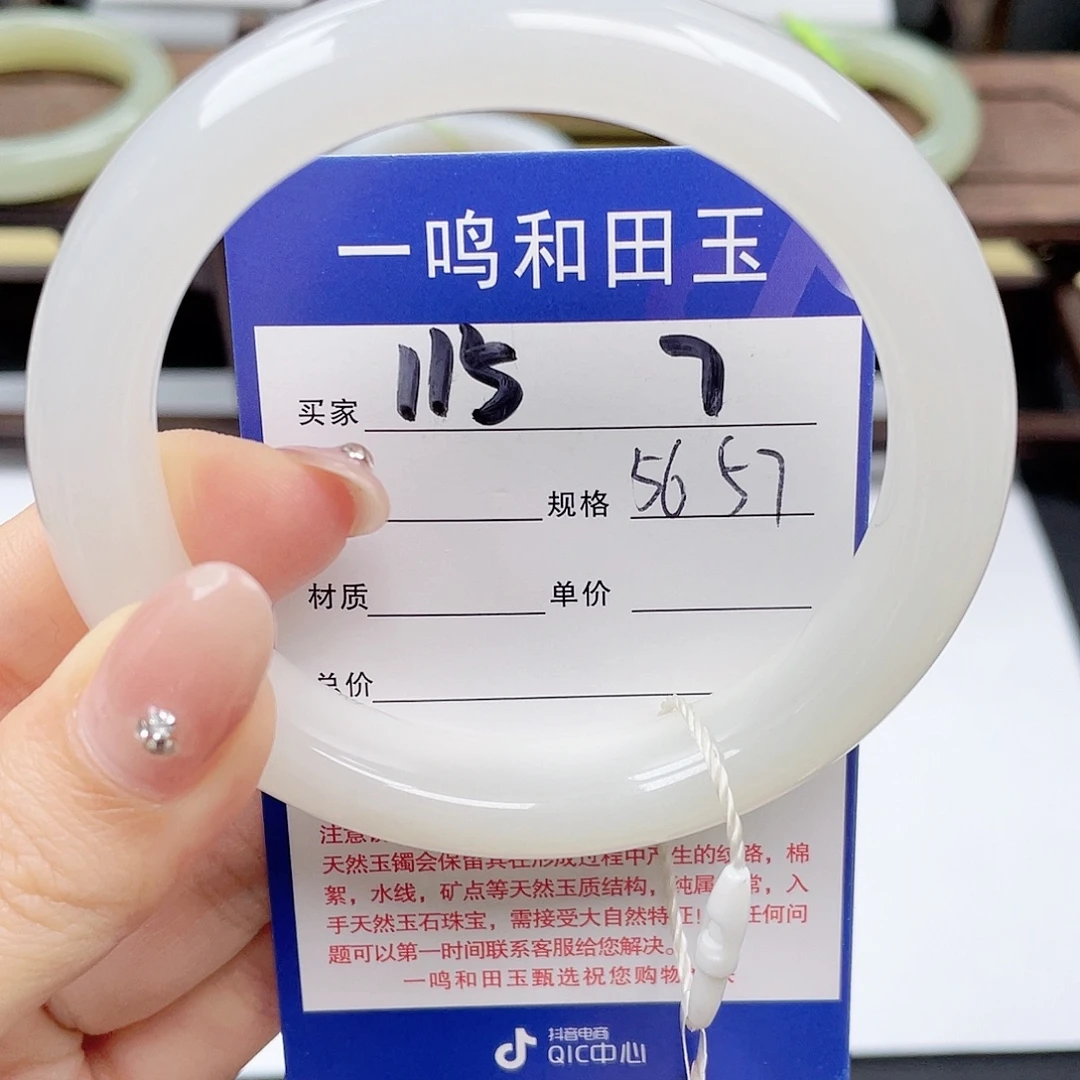 一鸣和田玉
买家 115 7
规格 56 57
材质 单价
总价
注意
天然玉镯会保留其在形成过程中产生的纹路，棉
絮，水线，矿点等天然玉质结构，纯属 常，入
手天然玉石珠宝，需接受大自然特征！ 任何问
题可以第一时间联系客服给您解决。
一鸣和田玉甄选祝您购物
抖音电商
QIC中心